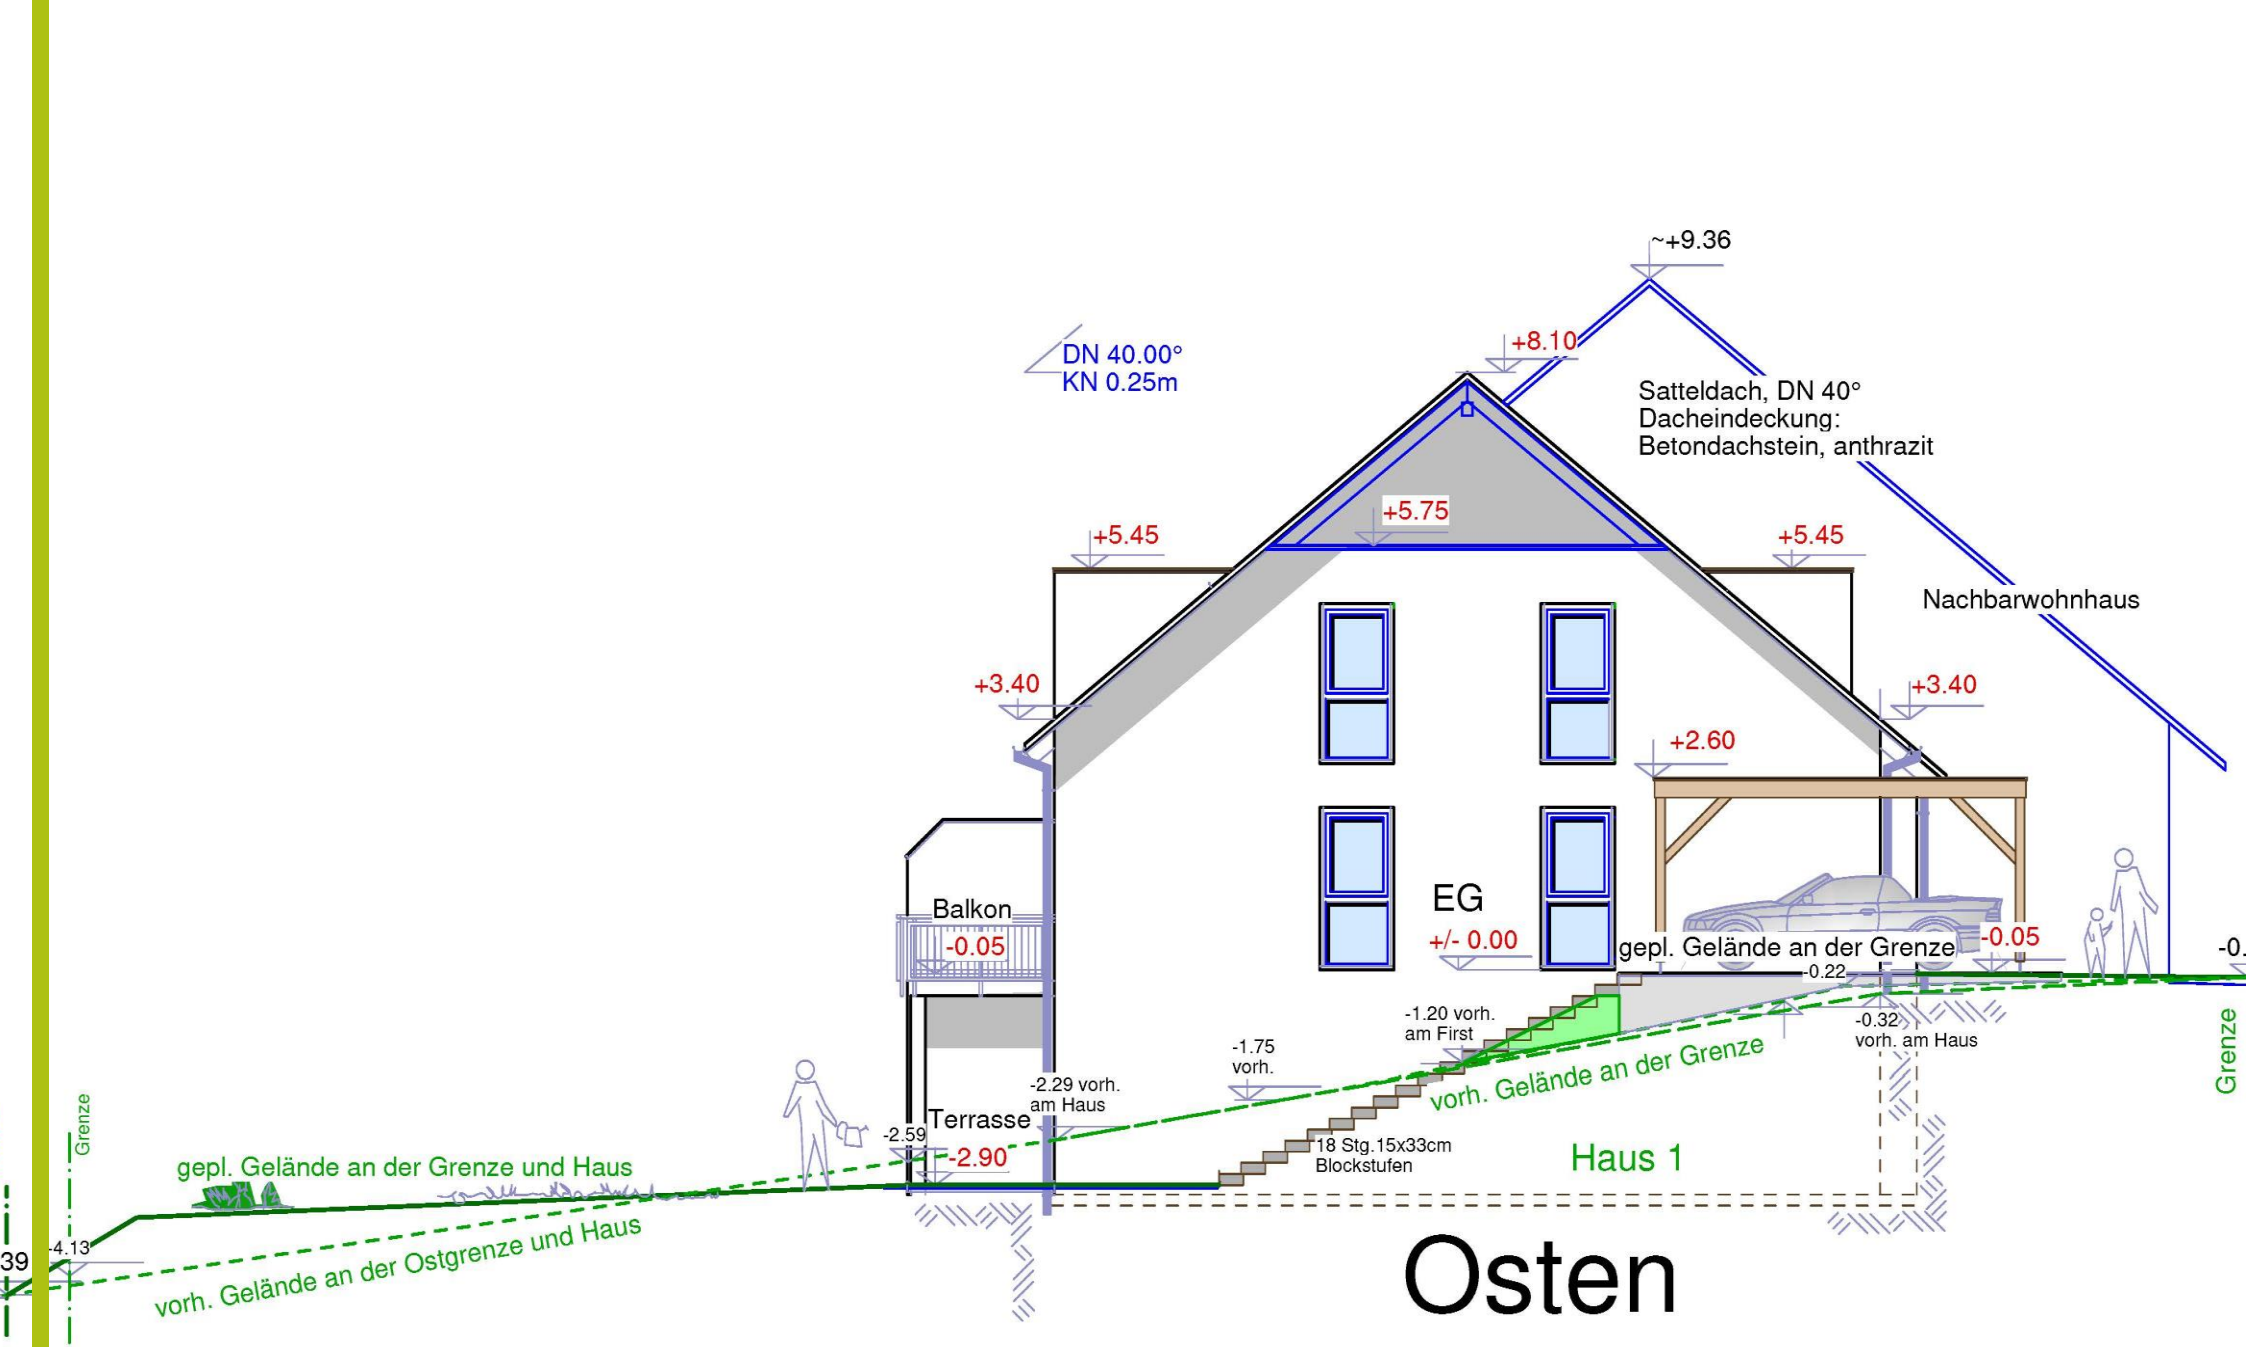 ~+9.36
+8.10
DN 40.00°
KN 0.25m
Satteldach, DN 40°
Dacheindeckung:
Betondachstein, anthrazit
+5.75
+5.45
+5.45
Nachbarwohnhaus
+3.40
+3.40
+2.60
Balkon
-0.05
EG
+/- 0.00
gepl. Gelände an der Grenze
-0.05
-0.
-0.22
-1.20 vorh.
am First
-0.32
vorh. am Haus
-1.75
vorh.
vorh. Gelände an der Grenze
Grenze
-2.29 vorh.
am Haus
Terrasse
-2.59
-2.90
18 Stg.15x33cm
Blockstufen
Haus 1
Grenze
gepl. Gelände an der Grenze und Haus
-4.13
39
vorh. Gelände an der Ostgrenze und Haus
Osten